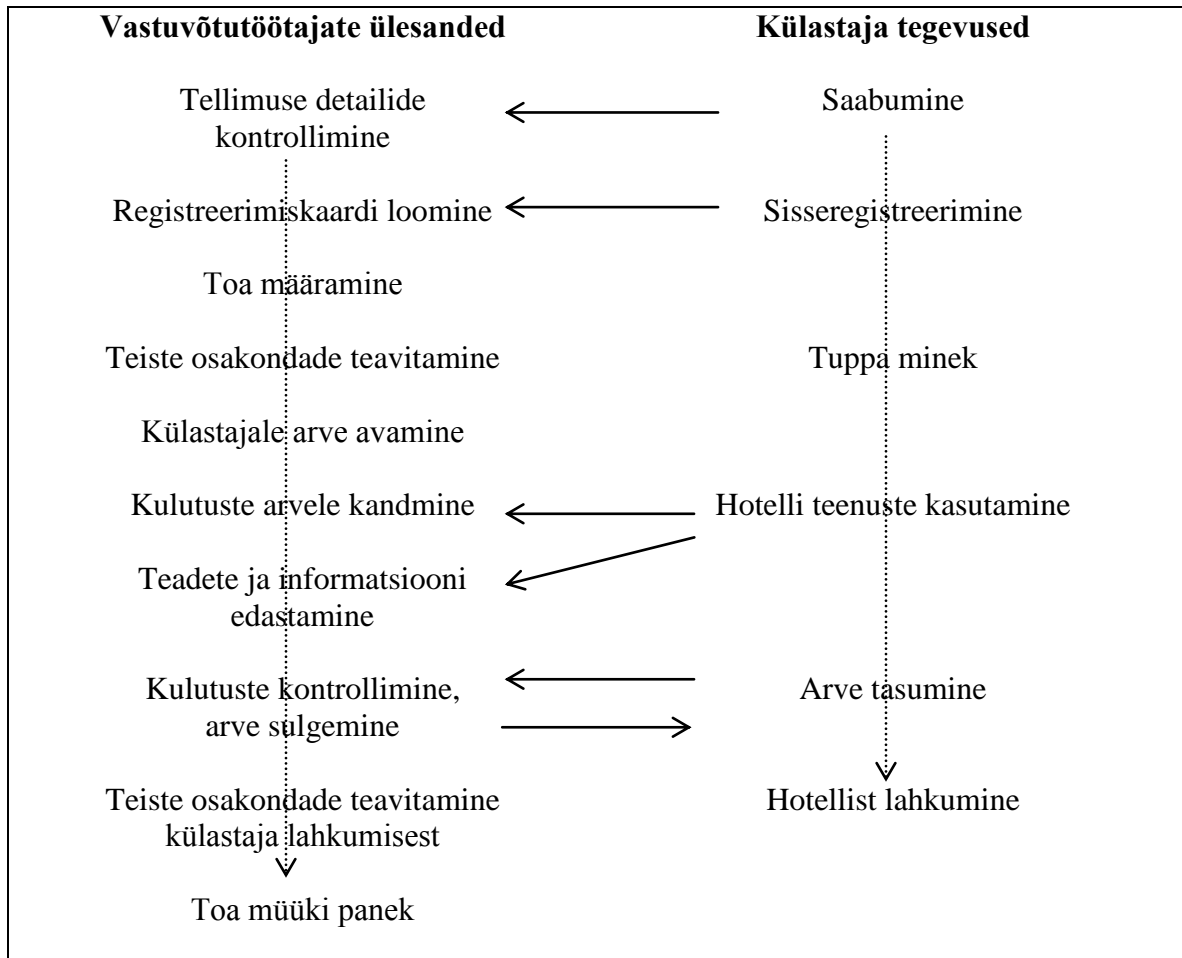 Vastuvõtutöötajate ülesanded
Külastaja tegevused
Tellimuse detailide
kontrollimine
Saabumine
Registreerimiskaardi loomine
Sisseregistreerimine
Toa määramine
Teiste osakondade teavitamine
Tuppa minek
Külastajale arve avamine
Kulutuste arvele kandmine
Hotelli teenuste kasutamine
Teadete ja informatsiooni
edastamine
Kulutuste kontrollimine,
arve sulgemine
Arve tasumine
Teiste osakondade teavitamine
külastaja lahkumisest
Hotellist lahkumine
Toa müüki panek